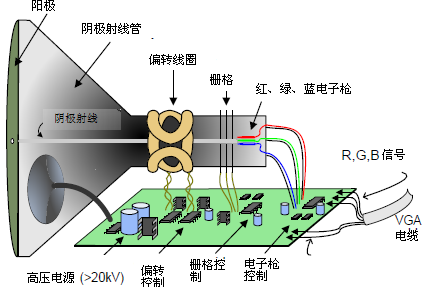 阳极
阴极射线管
偏转线圈
栅格
红、绿、蓝电子枪
阴极射线
R,G,B 信号
VGA
电缆
高压电源 (>20kV)
偏转
控制
栅格控
制
电子枪
控制